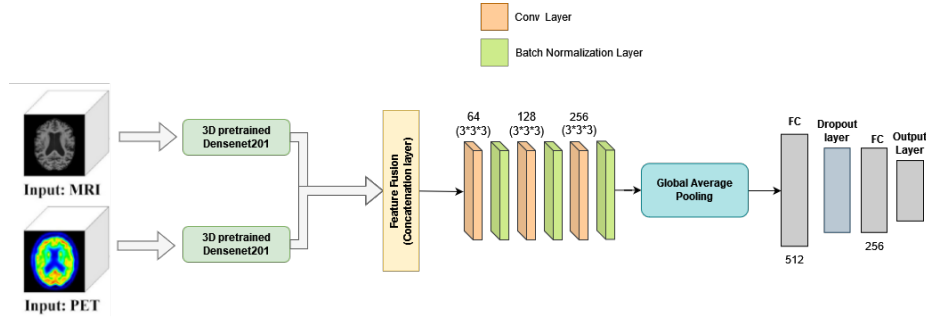 Conv Layer
Batch Normalization Layer
Input: MRI
3D pretrained
Densenet201
Input: PET
3D pretrained
Densenet201
Feature Fusion
(Concatenation layer)
64
(3*3*3)
128
(3*3*3)
256
(3*3*3)
Global Average
Pooling
FC
512
Dropout
layer
FC
256
Output
Layer